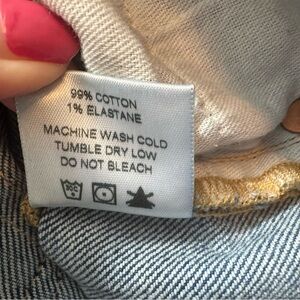 99% COTTON
1% ELASTANE
MACHINE WASH COLD
TUMBLE DRY LOW
DO NOT BLEACH